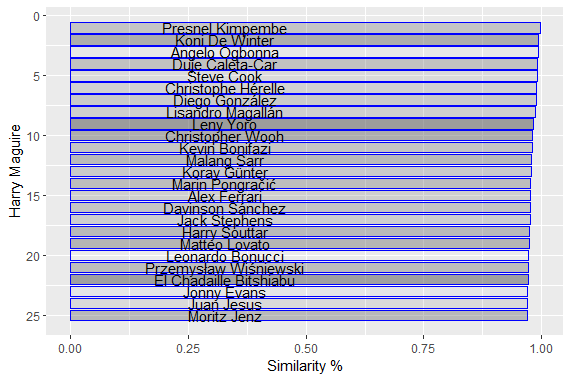 0
Presnel Kimpembe
Koni De Winter
Angelo Ogbonna
Duje Caleta-Car
5
Steve Cook
Christophe Hérelle
Diego González
Lisandro Magallán
Leny Yoro
10
Christopher Wooh
Kevin Bonifazi
Malang Sarr
Koray Günter
Marin Pongračić
15
Alex Ferrari
Davinson Sánchez
Jack Stephens
Harry Souttar
Matteo Lovato
20
Leonardo Bonucci
Przemysław Wiśniewski
El Chadaille Bitshiabu
Jonny Evans
Juan Jesus
25
Moritz Jenz
Harry Maguire
0.00 0.25 0.50 0.75 1.00
Similarity %